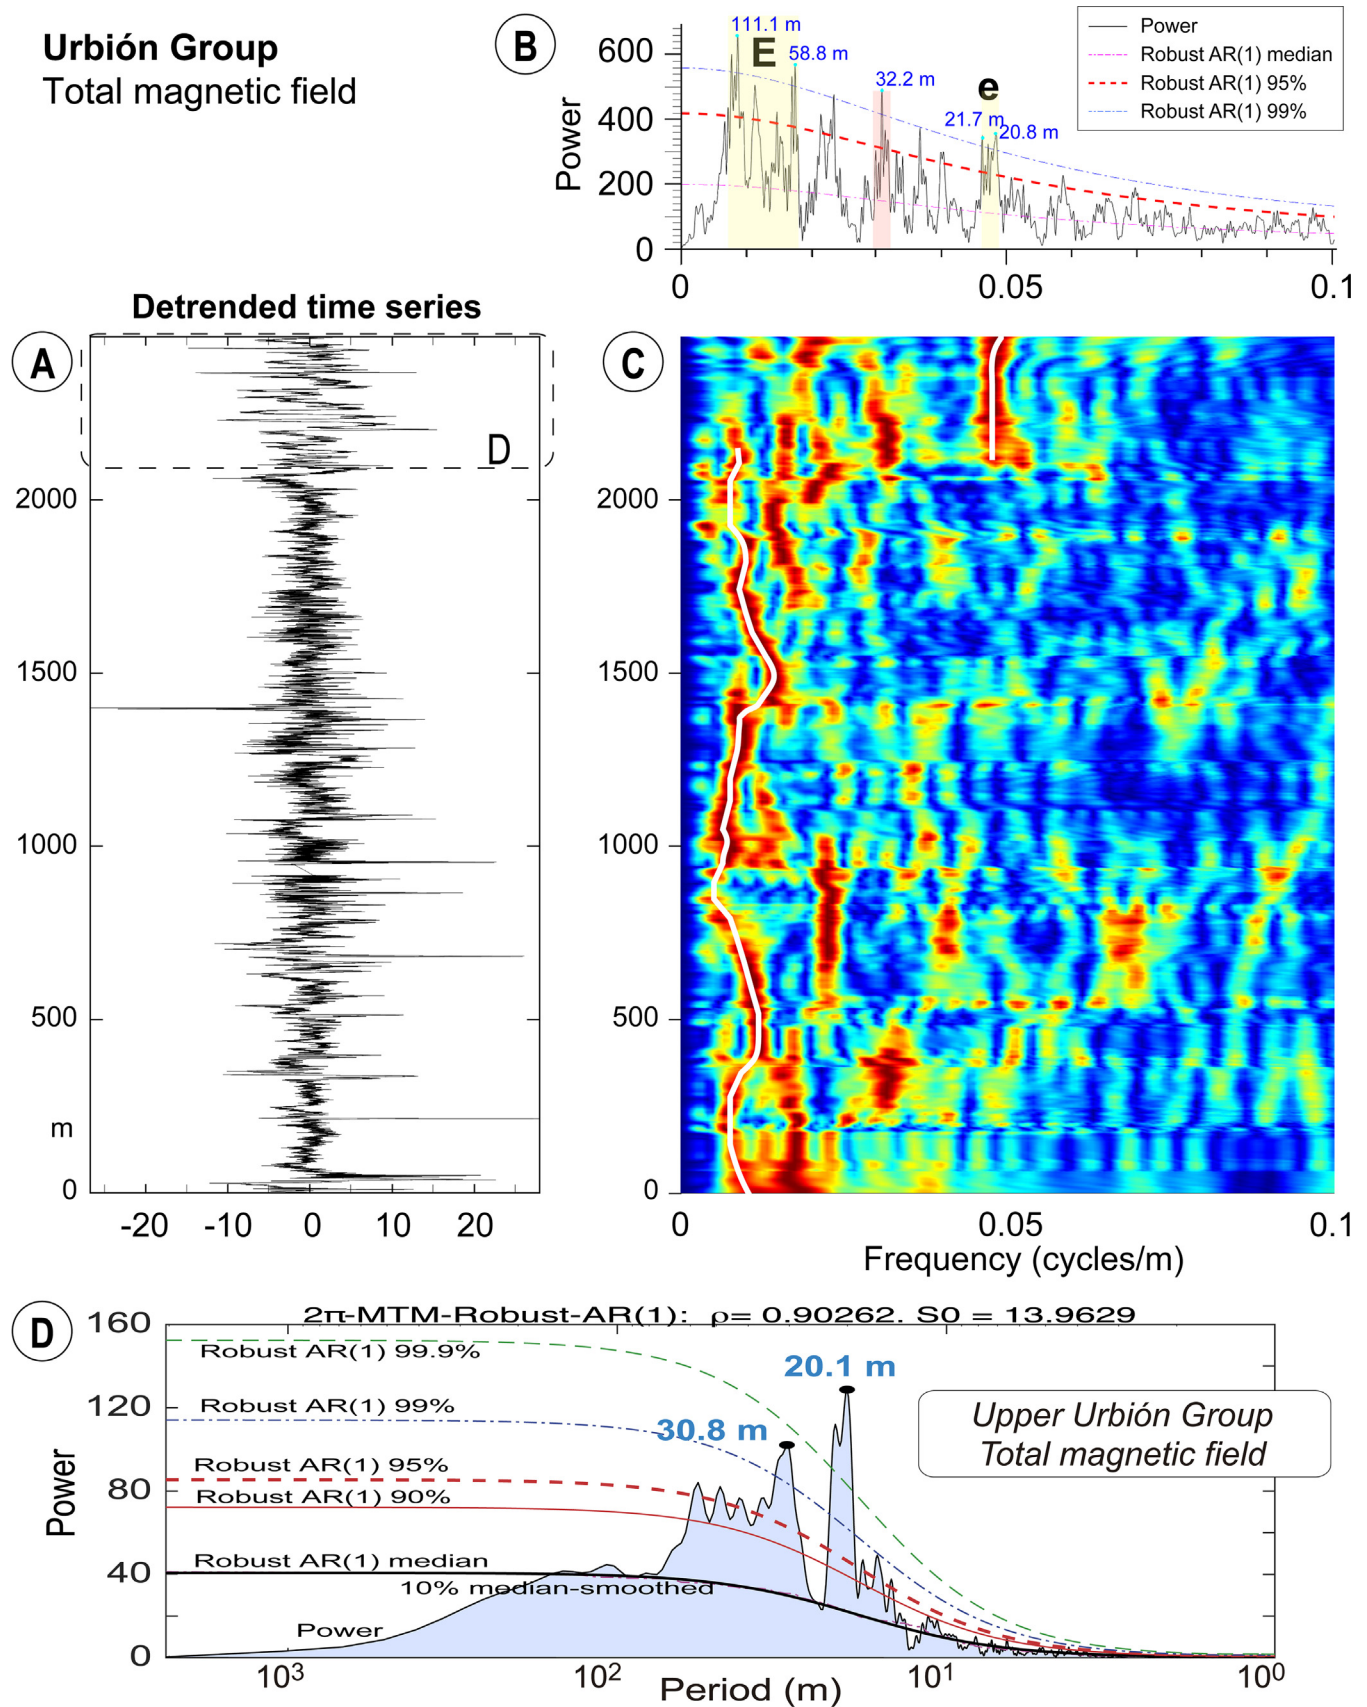 Urbión Group
Total magnetic field
B
Power
600
400
200
0
111.1 m
E
58.8 m
32.2 m
e
21.7 m
20.8 m
Power
Robust AR(1) median
Robust AR(1) 95%
Robust AR(1) 99%
0
0.05
0.1
Detrended time series
A
D
2000
1500
1000
500
m
0
-20
-10
0
10
20
C
2000
1500
1000
500
0
0
0.05
0.1
Frequency (cycles/m)
D
2π-MTM-Robust-AR(1): ρ= 0.90262. S0 = 13.9629
160
120
80
40
0
Power
Robust AR(1) 99.9%
Robust AR(1) 99%
Robust AR(1) 95%
Robust AR(1) 90%
Robust AR(1) median
10% median-smoothed
Power
30.8 m
20.1 m
Upper Urbión Group
Total magnetic field
10³
10²
10¹
10⁰
Period (m)